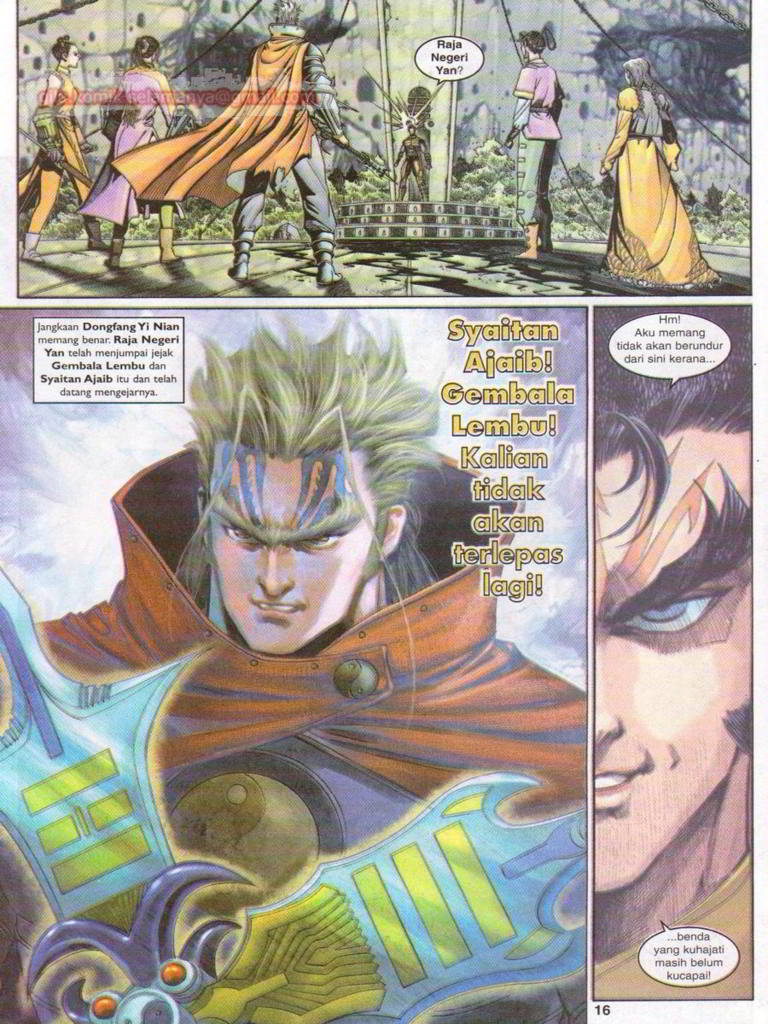 Raja
Negeri
Yan?
Jangkaan Dongfang Yi Nian
memang benar. Raja Negeri
Yan telah menjumpai jejak
Gembala Lembu dan
Syaitan Ajaib itu dan telah
datang mengejarnya.
Syaitan
Ajaib!
Gembala
Lembu!
Kalian
tidak
akan
terlepas
lagi!
Hm!
Aku memang
tidak akan berundur
dari sini kerana...
...benda
yang kuhajati
masih belum
kucapai!
16